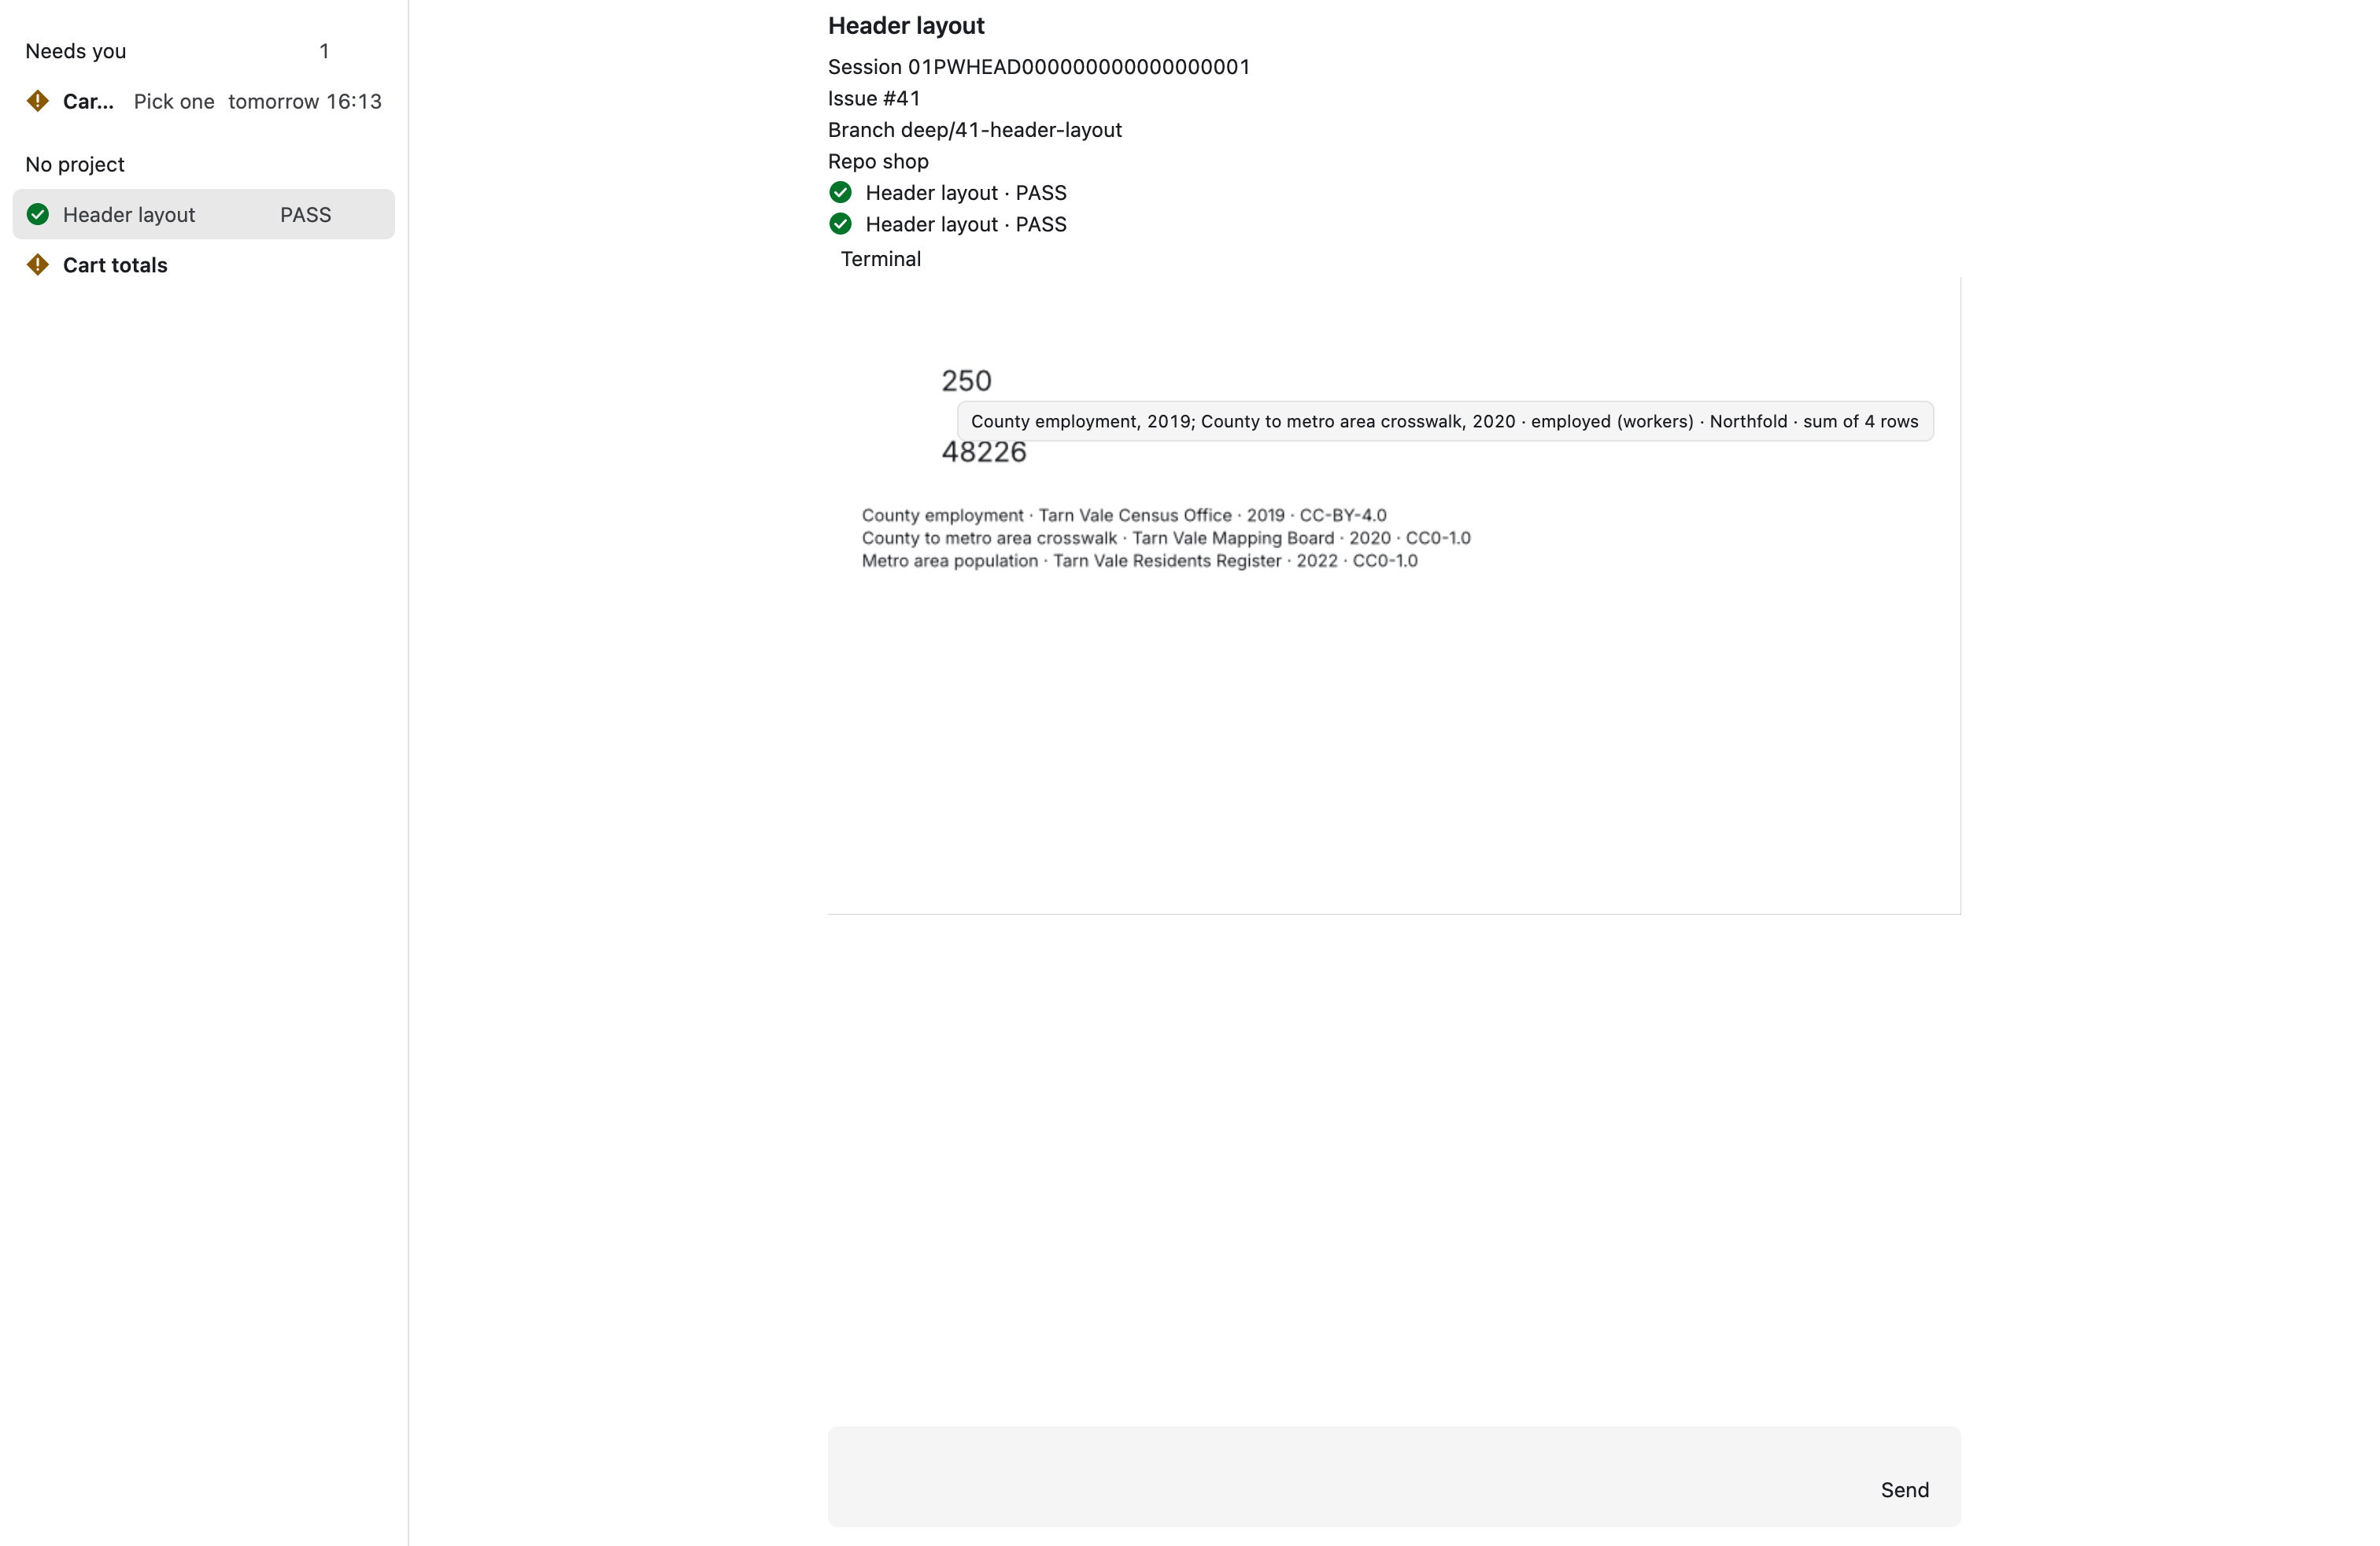 Needs you 1
Car... Pick one tomorrow 16:13
No project
Header layout PASS
Cart totals
Header layout
Session 01PWHEAD000000000000000001
Issue #41
Branch deep/41-header-layout
Repo shop
Header layout · PASS
Header layout · PASS
Terminal
250
County employment, 2019; County to metro area crosswalk, 2020 · employed (workers) · Northfold · sum of 4 rows
48226
County employment · Tarn Vale Census Office · 2019 · CC-BY-4.0
County to metro area crosswalk · Tarn Vale Mapping Board · 2020 · CC0-1.0
Metro area population · Tarn Vale Residents Register · 2022 · CC0-1.0
Send